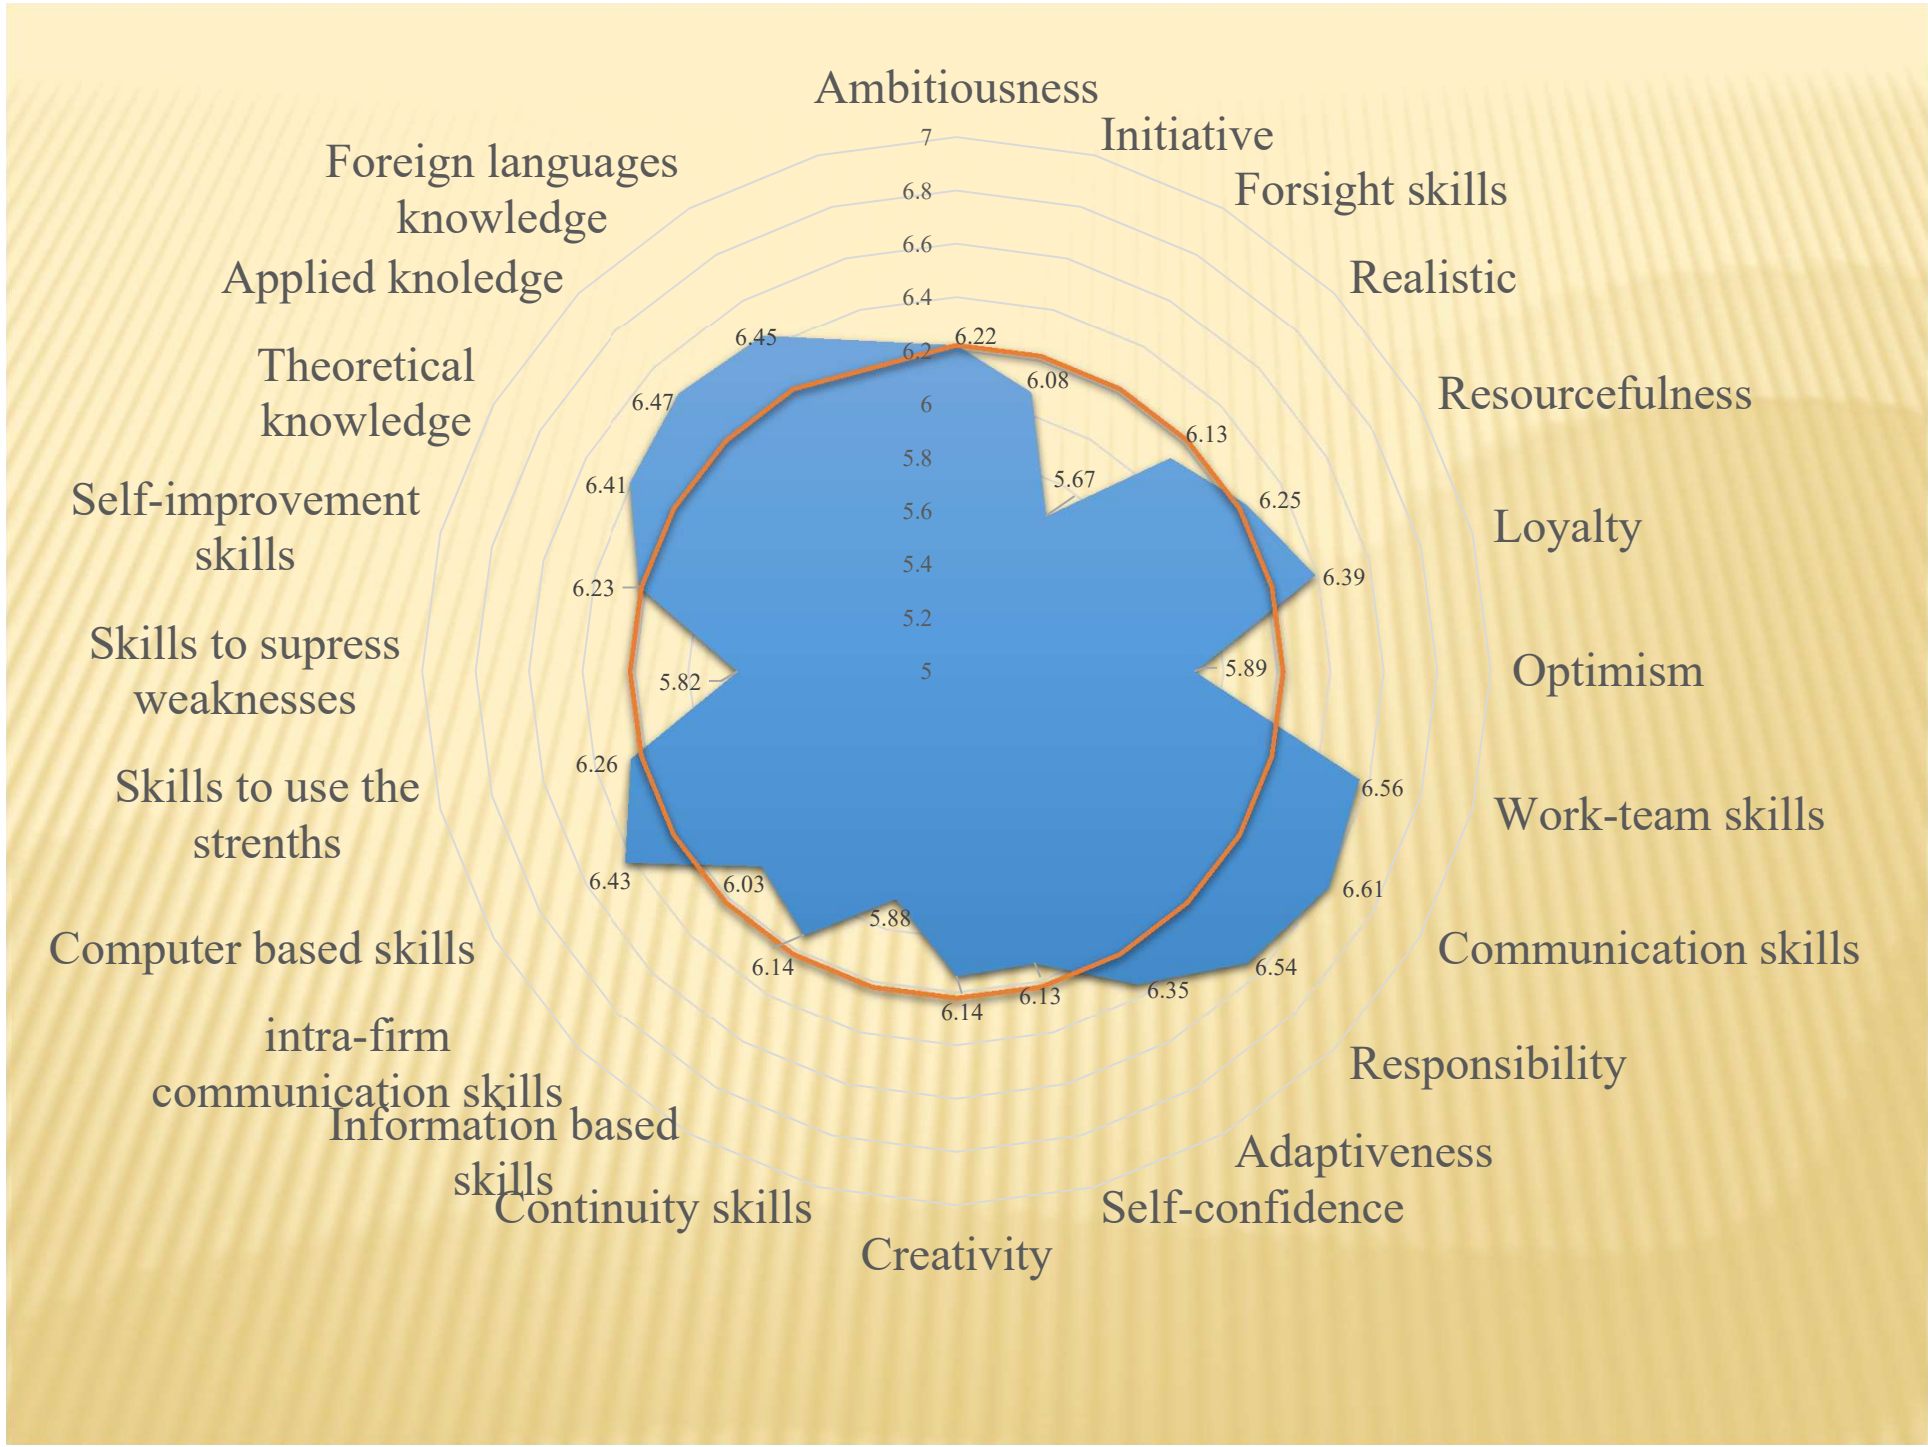 Ambitiousness
Initiative
Forsight skills
Realistic
Resourcefulness
Loyalty
Optimism
Work-team skills
Communication skills
Responsibility
Adaptiveness
Self-confidence
Creativity
Continuity skills
Information based
skills
intra-firm
communication skills
Computer based skills
Skills to use the
strenths
Skills to supress
weaknesses
Self-improvement
skills
Theoretical
knowledge
Applied knoledge
Foreign languages
knowledge
7
6.8
6.6
6.4
6.2
6
5.8
5.6
5.4
5.2
5
6.22
6.08
5.67
6.13
6.25
6.39
5.89
6.56
6.61
6.54
6.35
6.13
6.14
5.88
6.14
6.03
6.43
6.26
5.82
6.23
6.41
6.47
6.45